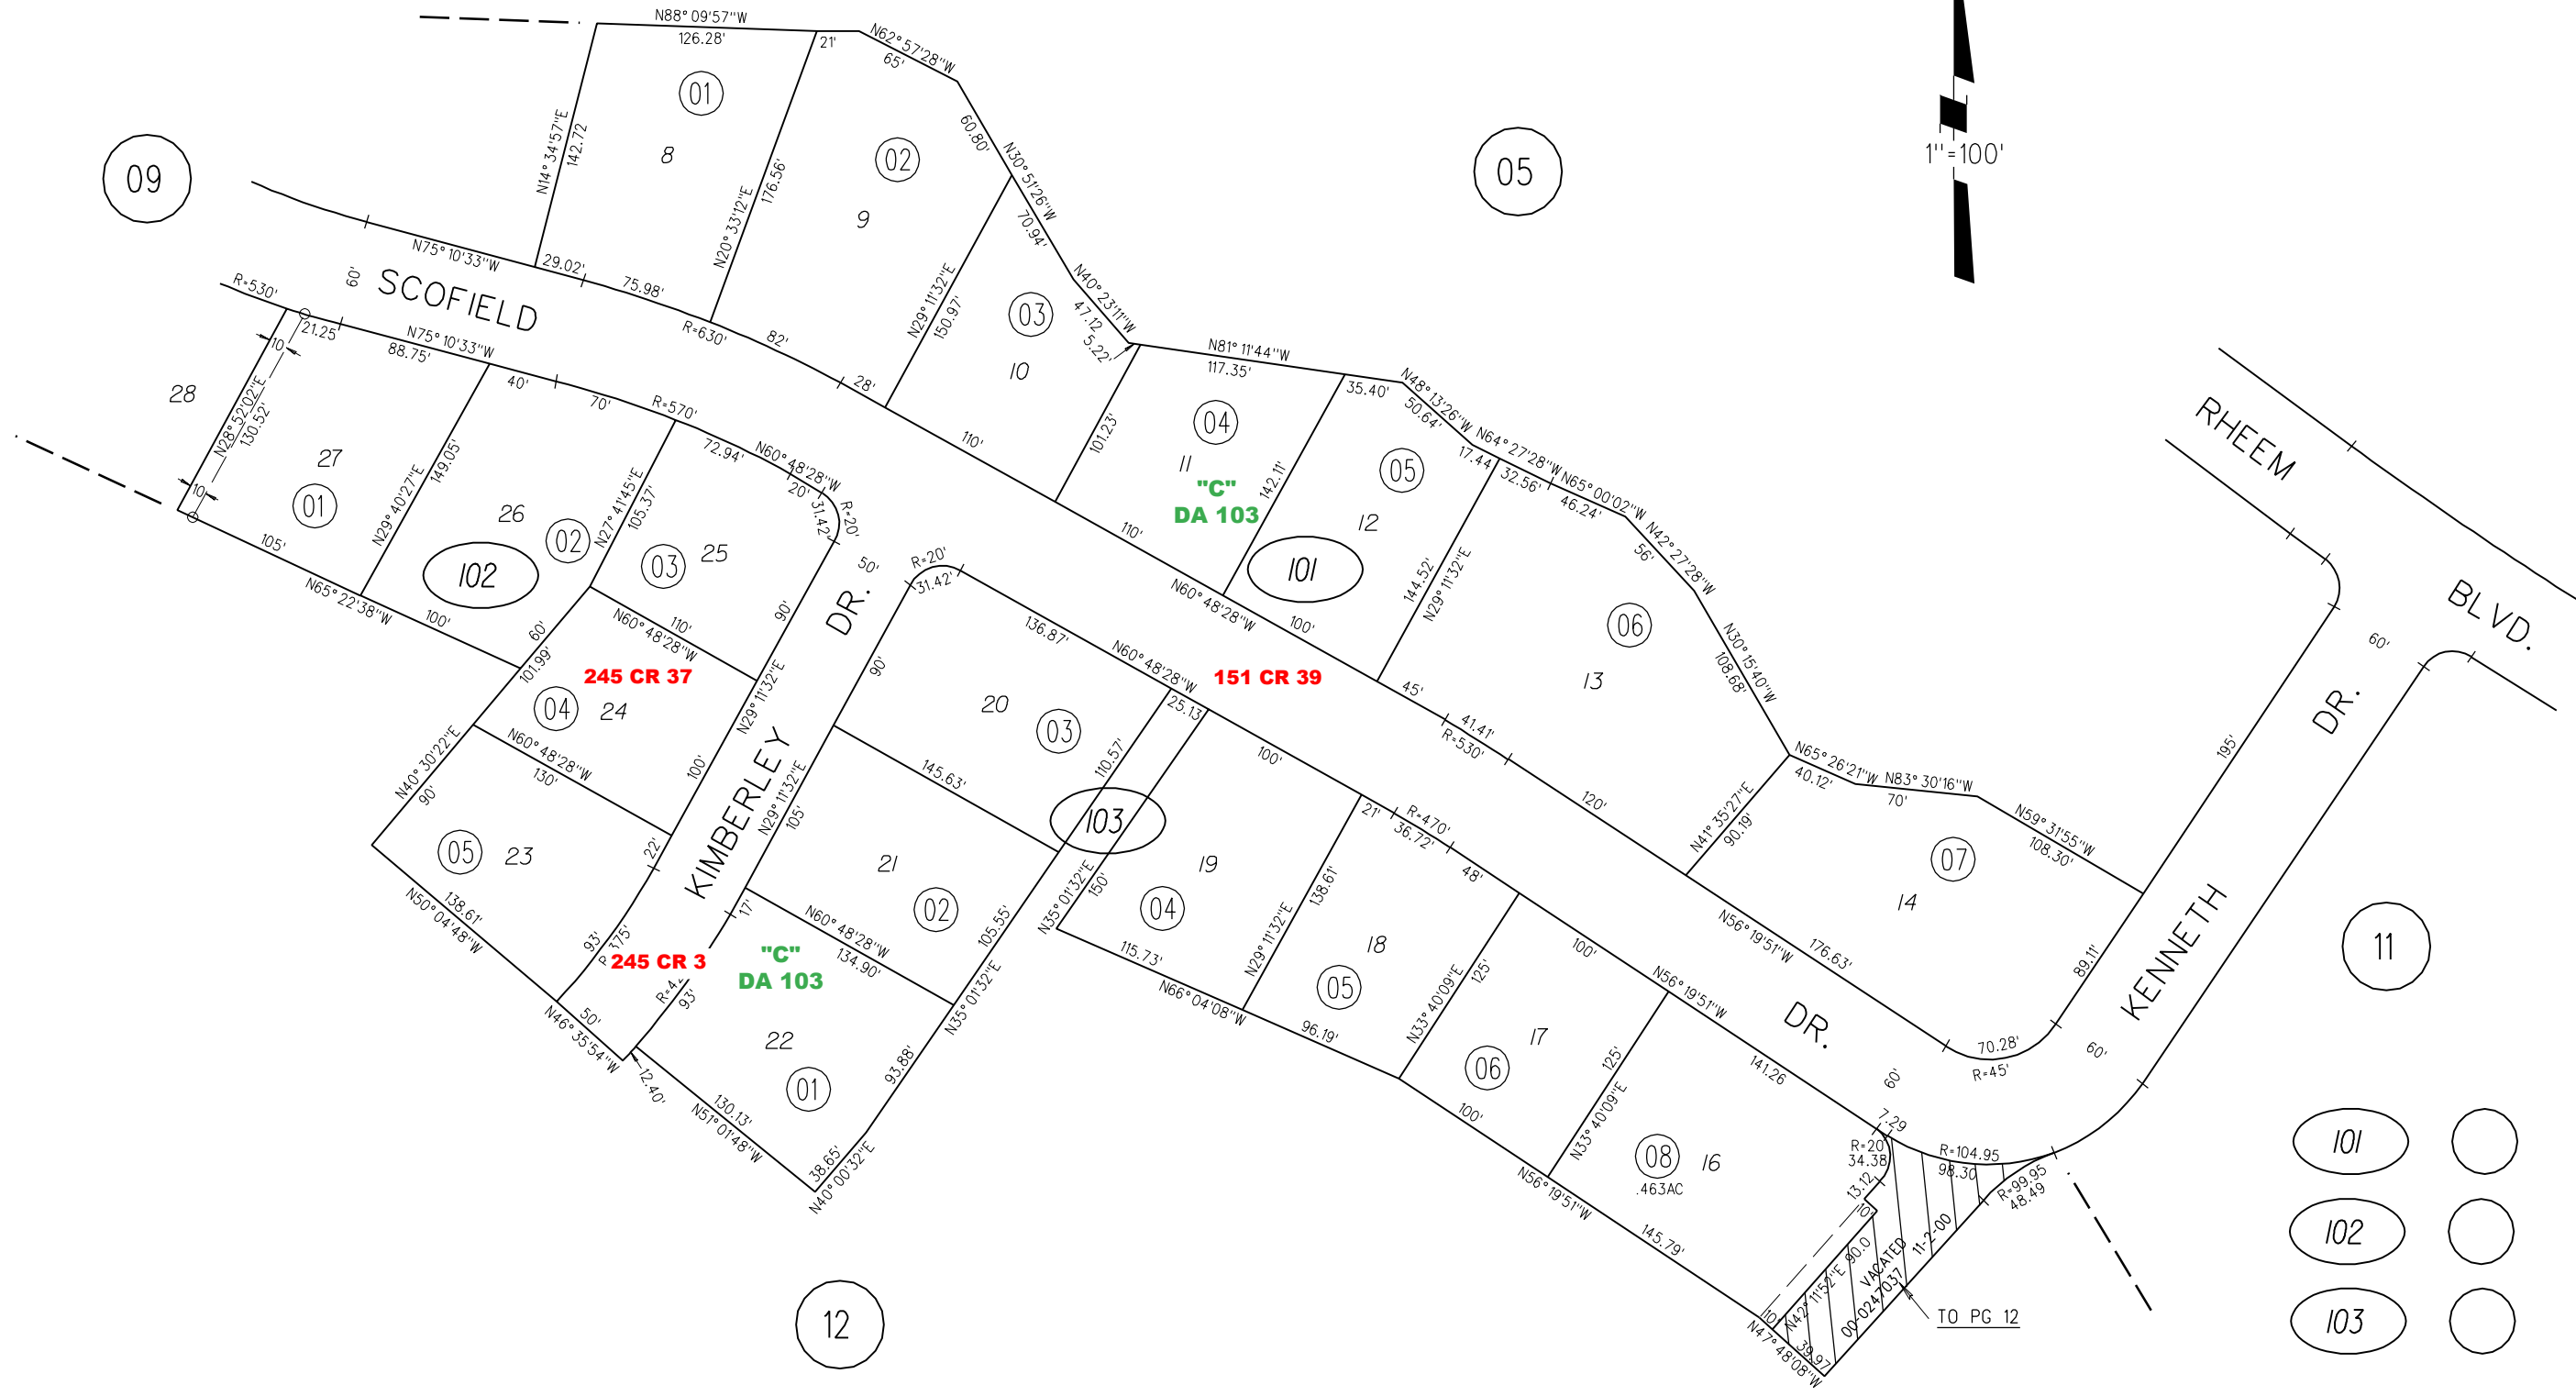 N88° 09'57"W
126.28'
21'
N62° 57'28"W
65'
01
8
N14° 34'57"E
142.72
N20° 33'12"E
176.56'
02
9
60.80'
N30° 51'26"W
70.94'
09
05
1"=100'
N75° 10'33"W
29.02'
75.98'
R=630'
82'
28'
N29° 11'32"E
150.97'
03
10
N40° 23'11"W
47.12
5.22'
R=530'
60'
SCOFIELD
21.25
N75° 10'33"W
88.75'
40'
70'
R=570'
72.94'
N60° 48'28"W
20'
31.42'
R=20'
10
28
N28° 52'02"E
130.52'
10
27
01
105'
N65° 22'38"W
100'
N29° 40'27"E
149.05'
26
02
102
N27° 41'45"E
105.37'
25
03
110'
N60° 48'28"W
90'
60'
101.99'
245 CR 37
04
24
N60° 48'28"W
130'
N29° 11'32"E
100'
N40° 30'22"E
90'
05
23
22'
138.61'
N50° 04'48"W
93'
245 CR 3
50'
N46° 35'54"W
12.40'
50'
DR.
KIMBERLEY
R=20'
31.42'
136.87'
N60° 48'28"W
25.13
90'
20
03
145.63'
110.57'
N29° 11'32"E
105'
21
02
103
17'
N60° 48'28"W
134.90'
105.55'
N35° 01'32"E
93'
"C"
DA 103
22
01
93.88'
130.13'
N51° 01'48"W
38.65'
N40° 00'32"E
12
110'
101.23'
N81° 11'44"W
117.35'
04
11
"C"
DA 103
110'
142.11'
35.40'
N48° 13'26"W
50.64'
N64° 27'28"W
17.44
32.56'
N65° 00'02"W
46.24'
05
12
101
N60° 48'28"W
100'
144.52'
N29° 11'32"E
N42° 27'28"W
56'
06
13
N30° 15'40"W
108.68'
151 CR 39
45'
41.41'
R=530'
120'
N41° 35'27"E
90.19'
N65° 26'21"W
40.12'
N83° 30'16"W
70'
N59° 31'55"W
108.30'
07
14
N56° 19'51"W
176.63'
89.11'
195'
70.28'
R=45'
100'
19
04
N35° 01'32"E
150'
115.73'
N66° 04'08"W
N29° 11'32"E
138.61'
21'
R=470'
36.72'
48'
18
05
96.19'
N33° 40'09"E
125'
100'
N56° 19'51"W
17
06
100'
N33° 40'09"E
125'
141.26
DR.
08
16
.463AC
N56° 19'51"W
145.79'
60'
7.29
R=20'
34.38
13.12
10'
R=104.95
98.30
R=99.95
48.49
N42° 11'52"E 90.0
VACATED
00-0247037 11-2-00
10'
39.97
N47° 48'08"W
TO PG 12
RHEEM
BLVD.
60'
DR.
KENNETH
60'
11
101
102
103